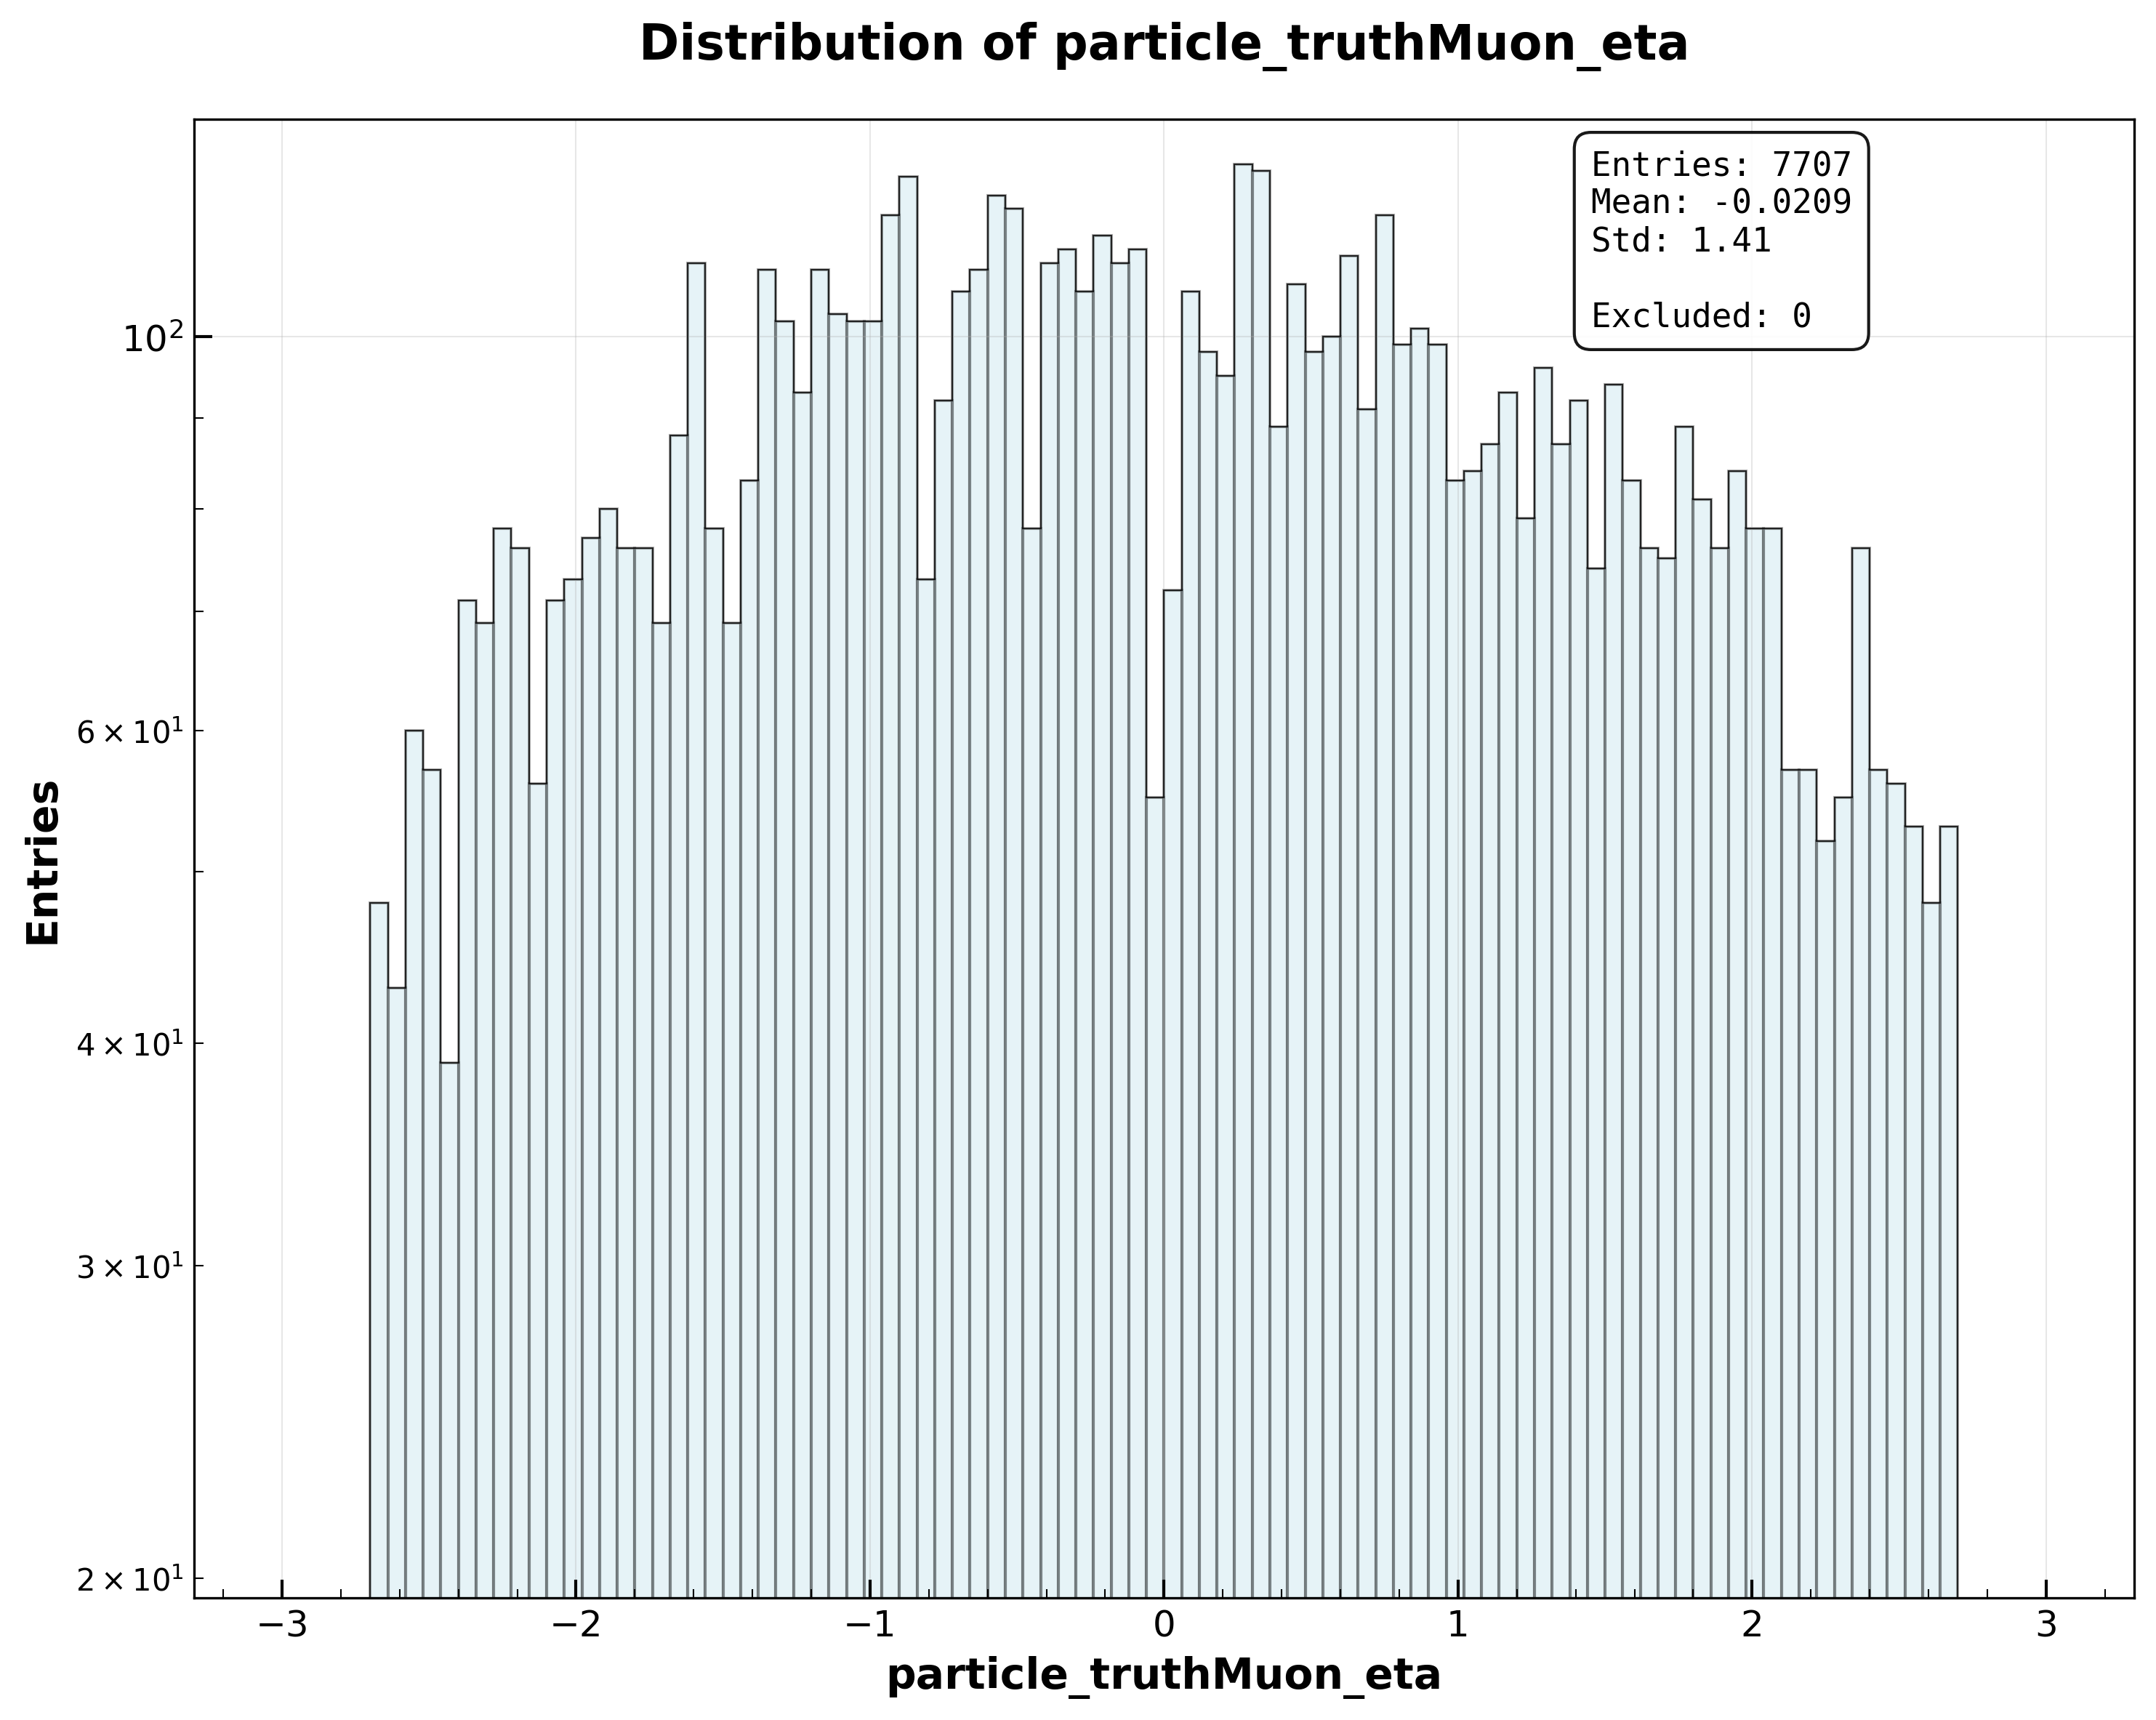 Distribution of particle_truthMuon_eta
Entries: 7707
Mean: -0.0209
Std: 1.41
Excluded: 0
10²
6×10¹
4×10¹
3×10¹
2×10¹
Entries
−3 −2 −1 0 1 2 3
particle_truthMuon_eta